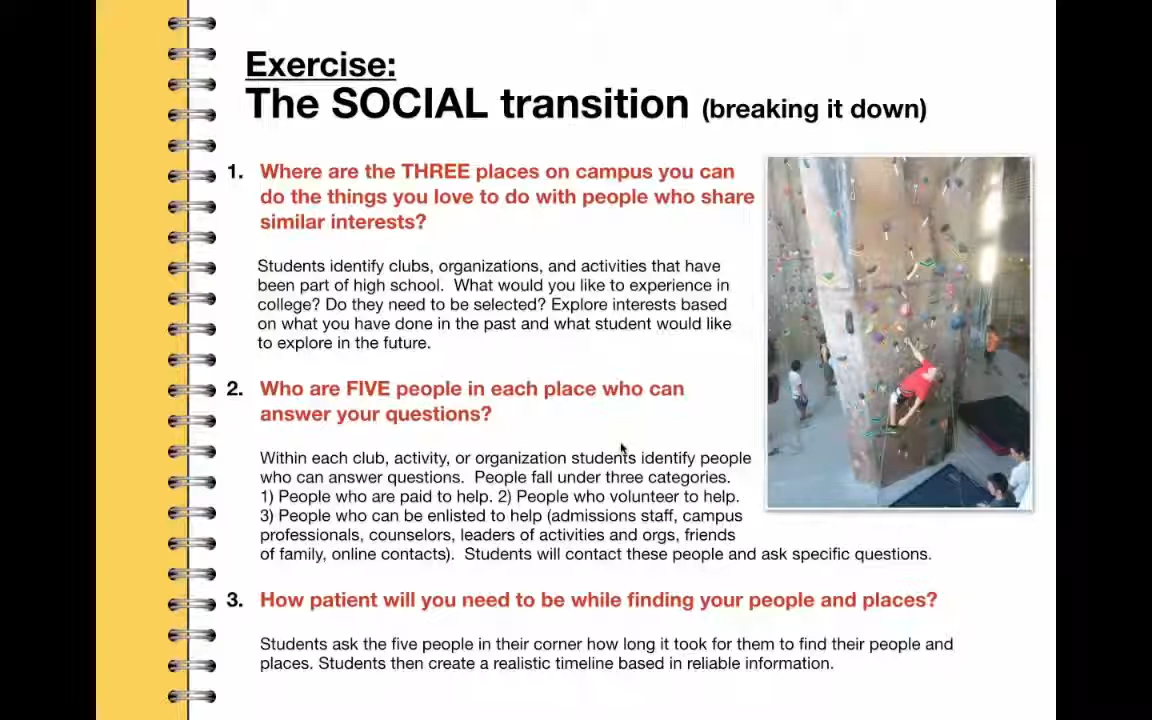 Exercise:
The SOCIAL transition (breaking it down)
1. Where are the THREE places on campus you can
do the things you love to do with people who share
similar interests?
Students identify clubs, organizations, and activities that have
been part of high school. What would you like to experience in
college? Do they need to be selected? Explore interests based
on what you have done in the past and what student would like
to explore in the future.
2. Who are FIVE people in each place who can
answer your questions?
Within each club, activity, or organization students identify people
who can answer questions. People fall under three categories.
1) People who are paid to help. 2) People who volunteer to help.
3) People who can be enlisted to help (admissions staff, campus
professionals, counselors, leaders of activities and orgs, friends
of family, online contacts). Students will contact these people and ask specific questions.
3. How patient will you need to be while finding your people and places?
Students ask the five people in their corner how long it took for them to find their people and
places. Students then create a realistic timeline based in reliable information.